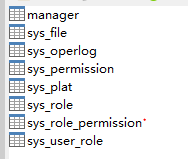 manager
sys_file
sys_operlog
sys_permission
sys_plat
sys_role
sys_role_permission*
sys_user_role